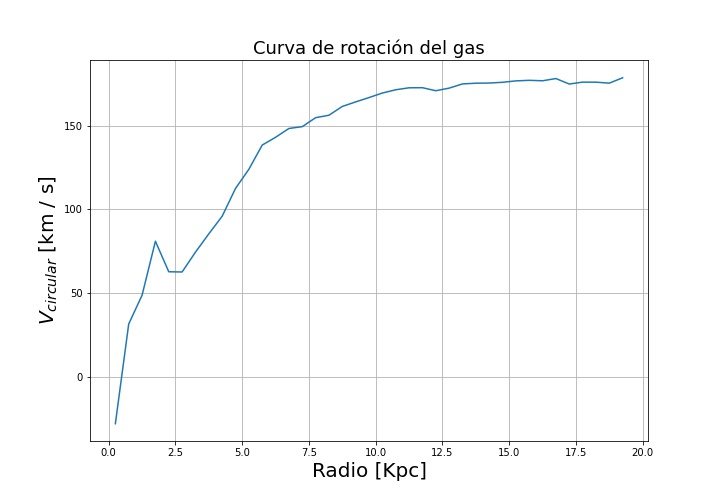 Curva de rotación del gas
V_circular [km / s]
150
100
50
0
0.0 2.5 5.0 7.5 10.0 12.5 15.0 17.5 20.0
Radio [Kpc]